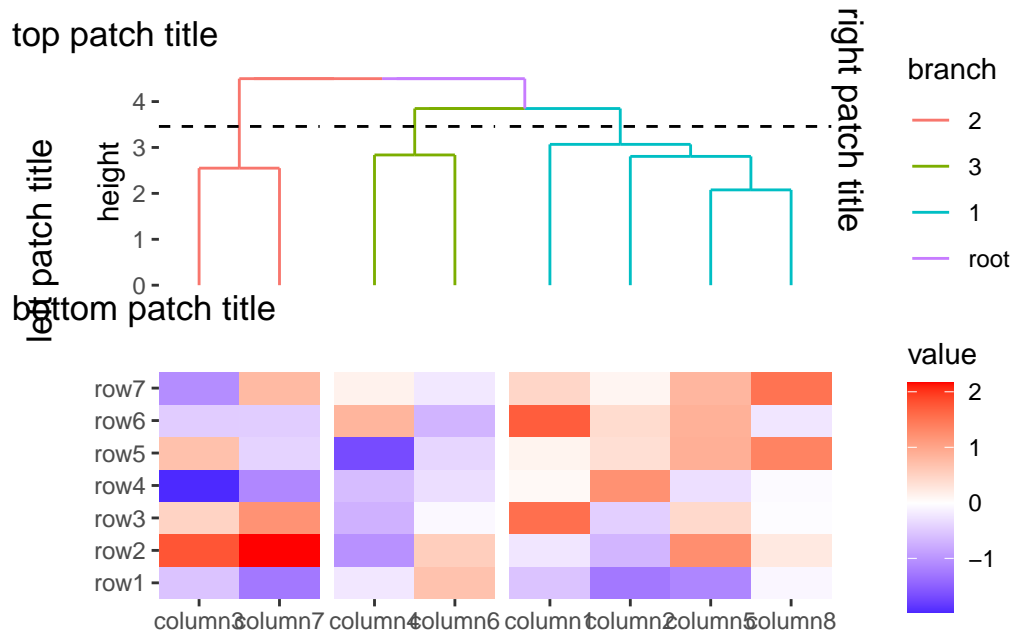 top patch title
right patch title
left patch title
height
4
3
2
1
0
branch
2
3
1
root
bottom patch title
row7
row6
row5
row4
row3
row2
row1
column3
column7
column4
column6
column1
column2
column5
column8
value
2
1
0
−1